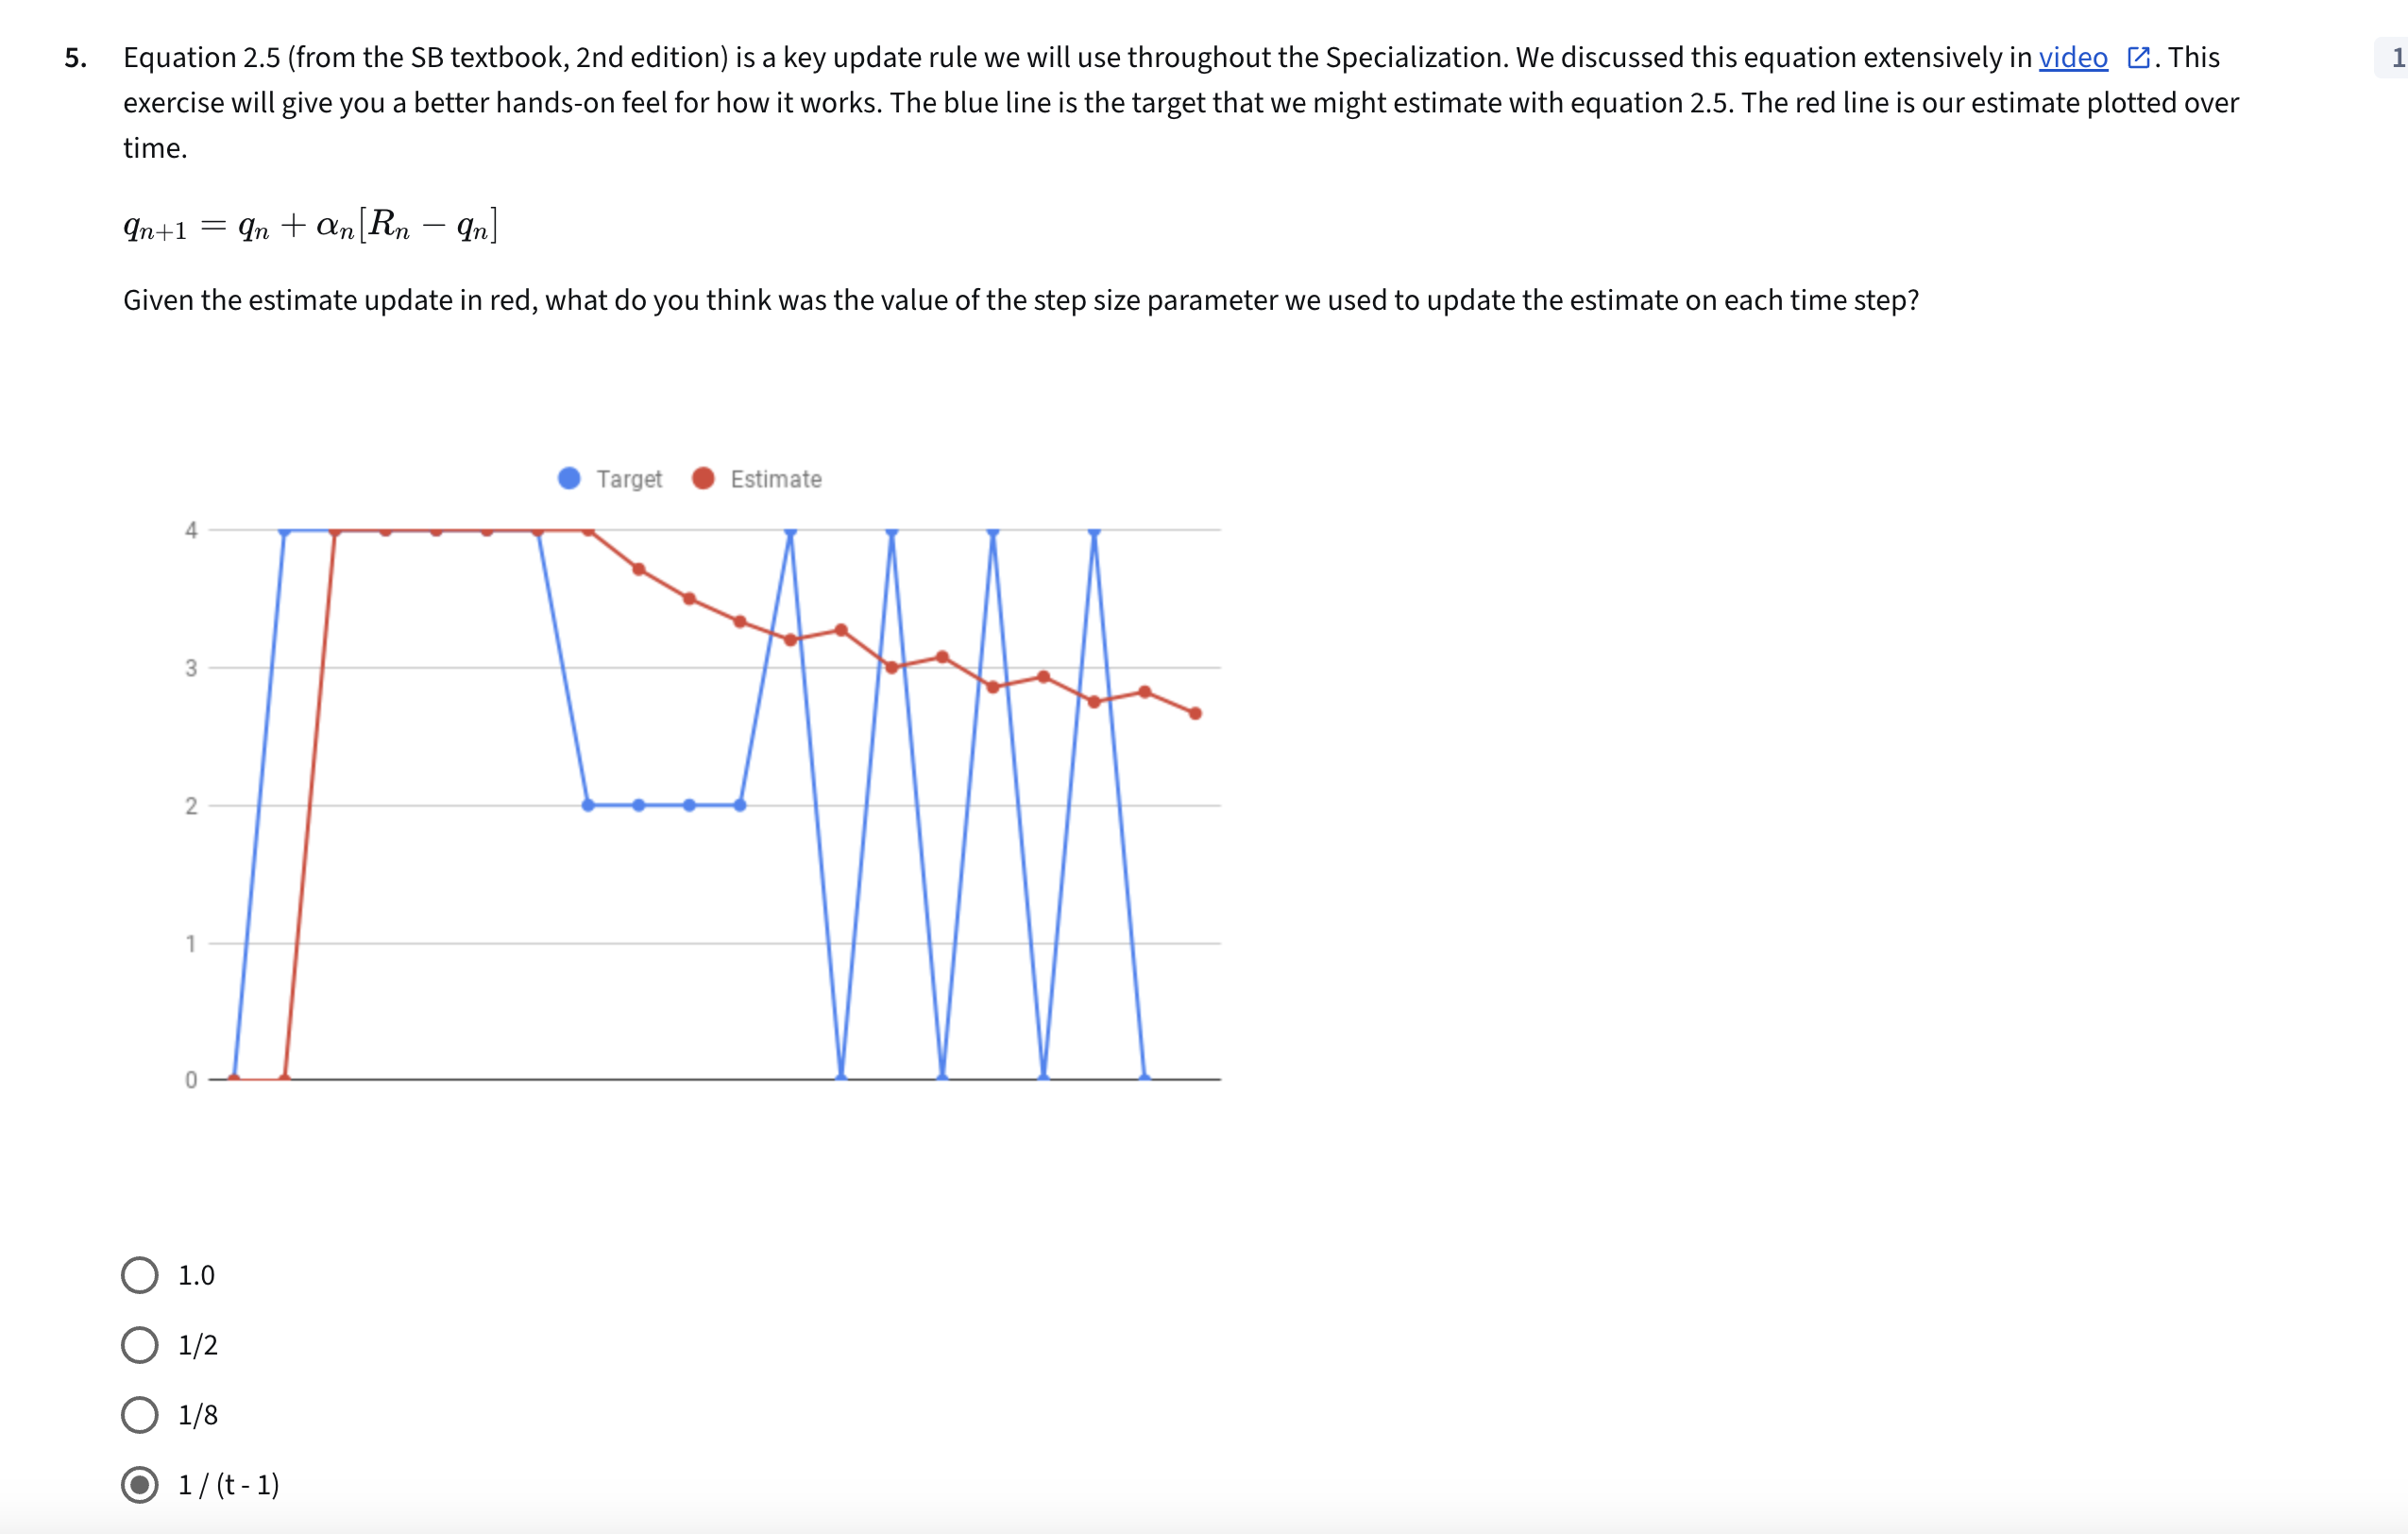 5. Equation 2.5 (from the SB textbook, 2nd edition) is a key update rule we will use throughout the Specialization. We discussed this equation extensively in video. This
1
exercise will give you a better hands-on feel for how it works. The blue line is the target that we might estimate with equation 2.5. The red line is our estimate plotted over
time.
qₙ₊₁ = qₙ + αₙ[Rₙ − qₙ]
Given the estimate update in red, what do you think was the value of the step size parameter we used to update the estimate on each time step?
Target Estimate
4
3
2
1
0
1.0
1/2
1/8
1 / (t - 1)